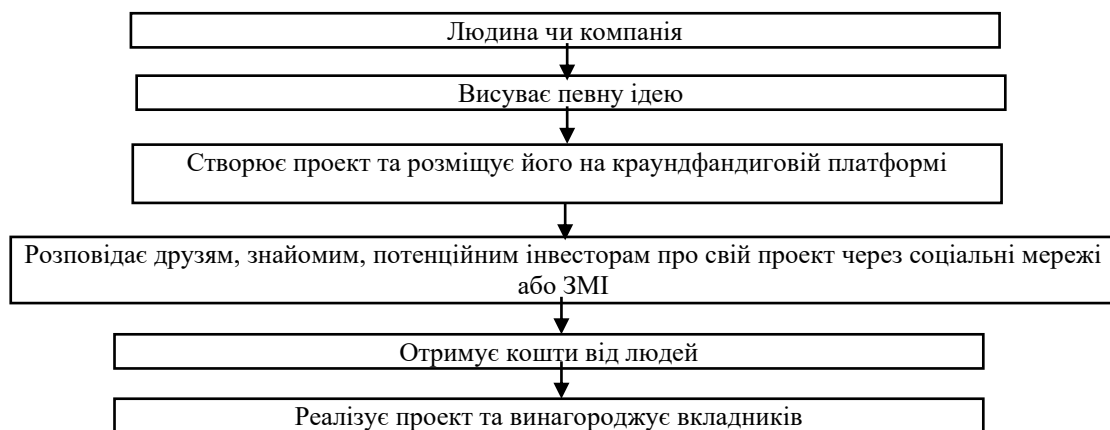 Людина чи компанія
Висуває певну ідею
Створює проект та розміщує його на краундфандиговій платформі
Розповідає друзям, знайомим, потенційним інвесторам про свій проект через соціальні мережі
або ЗМІ
Отримує кошти від людей
Реалізує проект та винагороджує вкладників